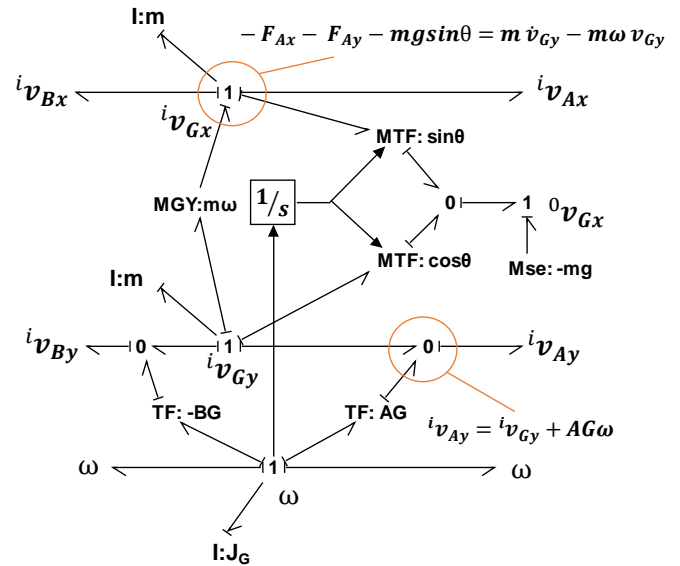 I:m
− F_Ax − F_Ay − mgsinθ = m v̇_Gy − mω v_Gy
ⁱv_Bx
1
ⁱv_Ax
ⁱv_Gx
MTF: sinθ
MGY:mω
1/s
0
1
⁰v_Gx
MTF: cosθ
Mse: -mg
I:m
ⁱv_By
0
1
0
ⁱv_Ay
ⁱv_Gy
TF: -BG
TF: AG
ⁱv_Ay = ⁱv_Gy + AGω
ω
1
ω
ω
I:J_G